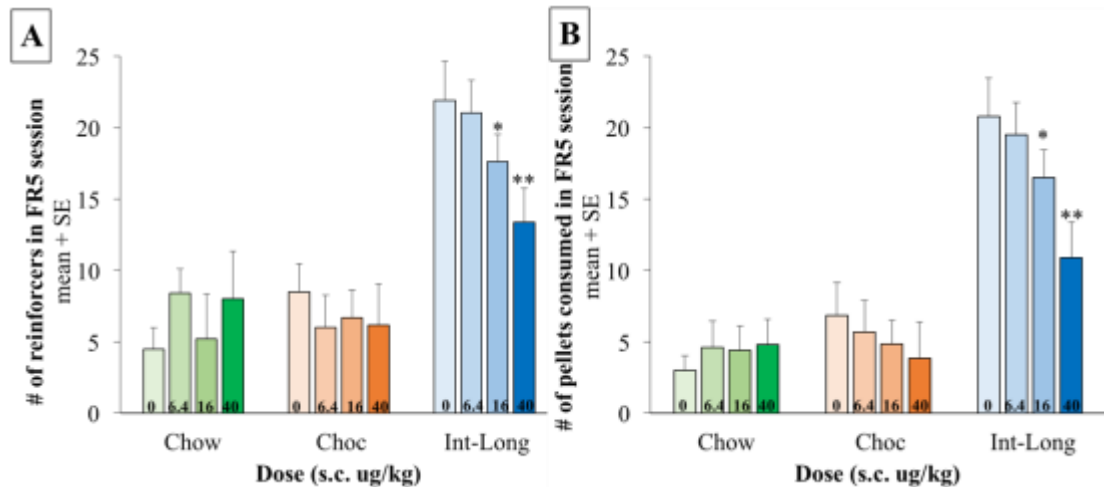 A
# of reinforcers in FR5 session
mean + SE
25
20
15
10
5
0
*
**
0 6.4 16 40
0 6.4 16 40
0 6.4 16 40
Chow Choc Int-Long
Dose (s.c. ug/kg)
B
# of pellets consumed in FR5 session
mean + SE
25
20
15
10
5
0
*
**
0 6.4 16 40
0 6.4 16 40
0 6.4 16 40
Chow Choc Int-Long
Dose (s.c. ug/kg)